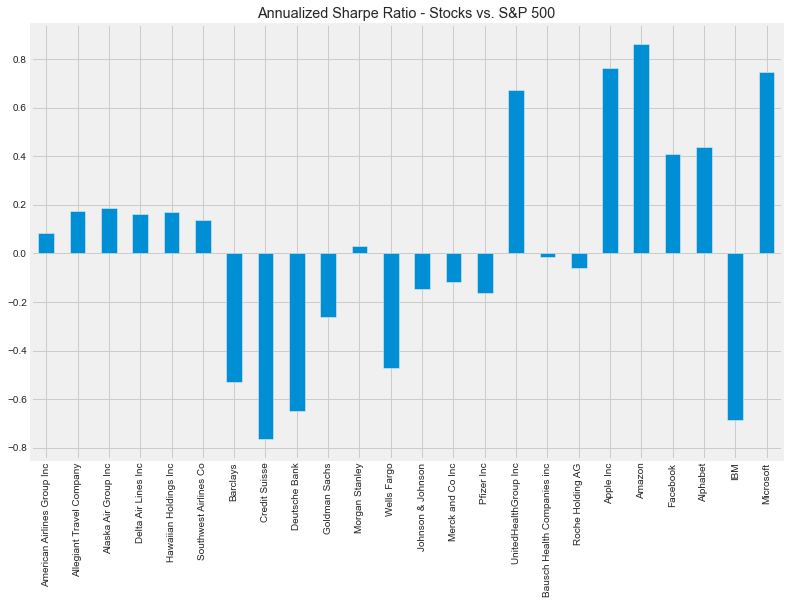 Annualized Sharpe Ratio - Stocks vs. S&P 500
0.8
0.6
0.4
0.2
0.0
−0.2
−0.4
−0.6
−0.8
American Airlines Group Inc
Allegiant Travel Company
Alaska Air Group Inc
Delta Air Lines Inc
Hawaiian Holdings Inc
Southwest Airlines Co
Barclays
Credit Suisse
Deutsche Bank
Goldman Sachs
Morgan Stanley
Wells Fargo
Johnson & Johnson
Merck and Co Inc
Pfizer Inc
UnitedHealthGroup Inc
Bausch Health Companies inc
Roche Holding AG
Apple Inc
Amazon
Facebook
Alphabet
IBM
Microsoft